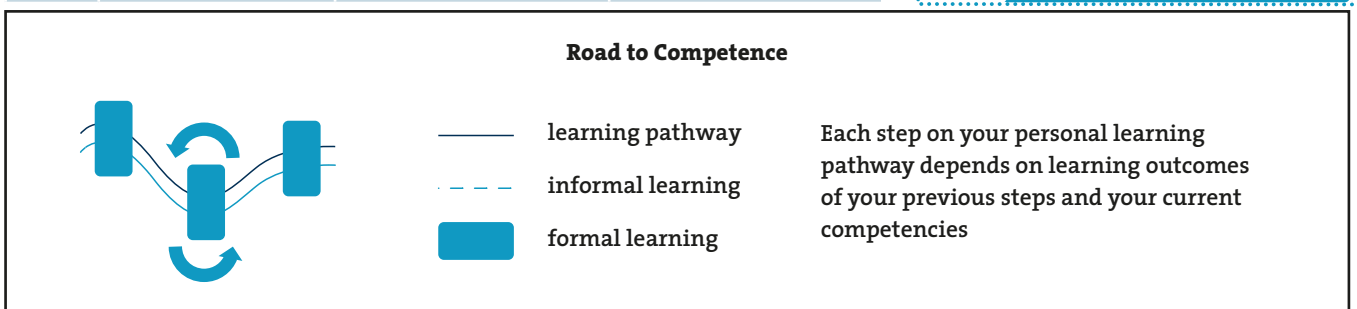 Road to Competence
learning pathway
informal learning
formal learning
Each step on your personal learning
pathway depends on learning outcomes
of your previous steps and your current
competencies